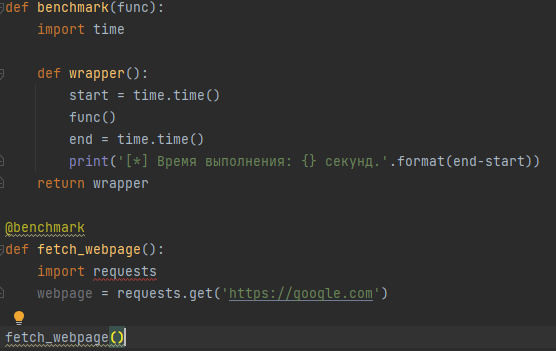 def benchmark(func):
    import time
    def wrapper():
        start = time.time()
        func()
        end = time.time()
        print('[*] Время выполнения: {} секунд.'.format(end-start))
    return wrapper
@benchmark
def fetch_webpage():
    import requests
    webpage = requests.get('https://google.com')
fetch_webpage()